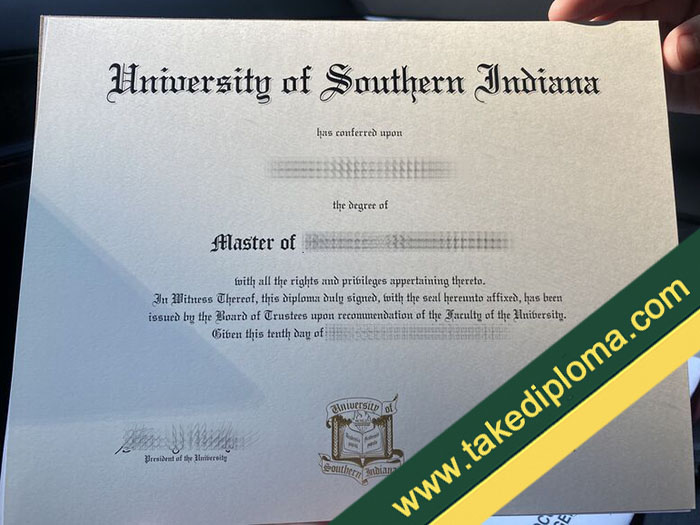 University of Southern Indiana
has conferred upon
the degree of
Master of
with all the rights and privileges appertaining thereto.
In Witness Thereof, this diploma duly signed, with the seal hereunto affixed, has been
issued by the Board of Trustees upon recommendation of the Faculty of the University.
Given this tenth day of
President of the University
University of
Southern Indiana
www.takediploma.com